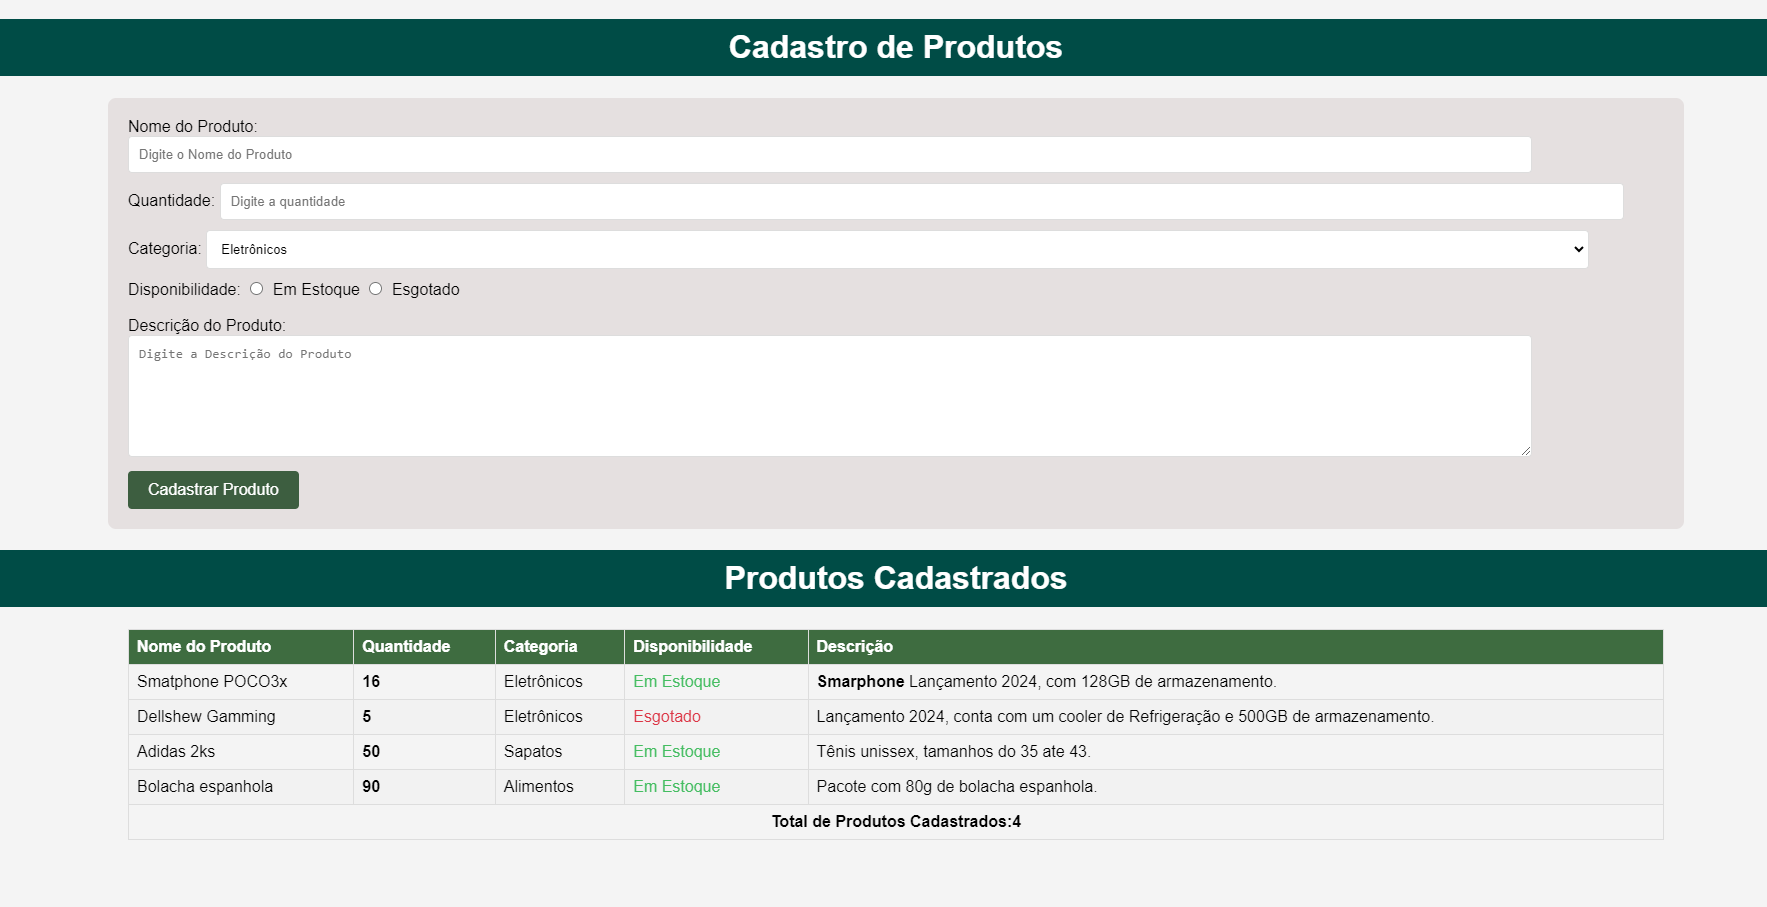 Cadastro de Produtos
Nome do Produto:
Digite o Nome do Produto
Quantidade: Digite a quantidade
Categoria: Eletrônicos
Disponibilidade: Em Estoque Esgotado
Descrição do Produto:
Digite a Descrição do Produto
Cadastrar Produto
Produtos Cadastrados
Nome do Produto Quantidade Categoria Disponibilidade Descrição
Smatphone POCO3x 16 Eletrônicos Em Estoque Smarphone Lançamento 2024, com 128GB de armazenamento.
Dellshew Gamming 5 Eletrônicos Esgotado Lançamento 2024, conta com um cooler de Refrigeração e 500GB de armazenamento.
Adidas 2ks 50 Sapatos Em Estoque Tênis unissex, tamanhos do 35 ate 43.
Bolacha espanhola 90 Alimentos Em Estoque Pacote com 80g de bolacha espanhola.
Total de Produtos Cadastrados:4